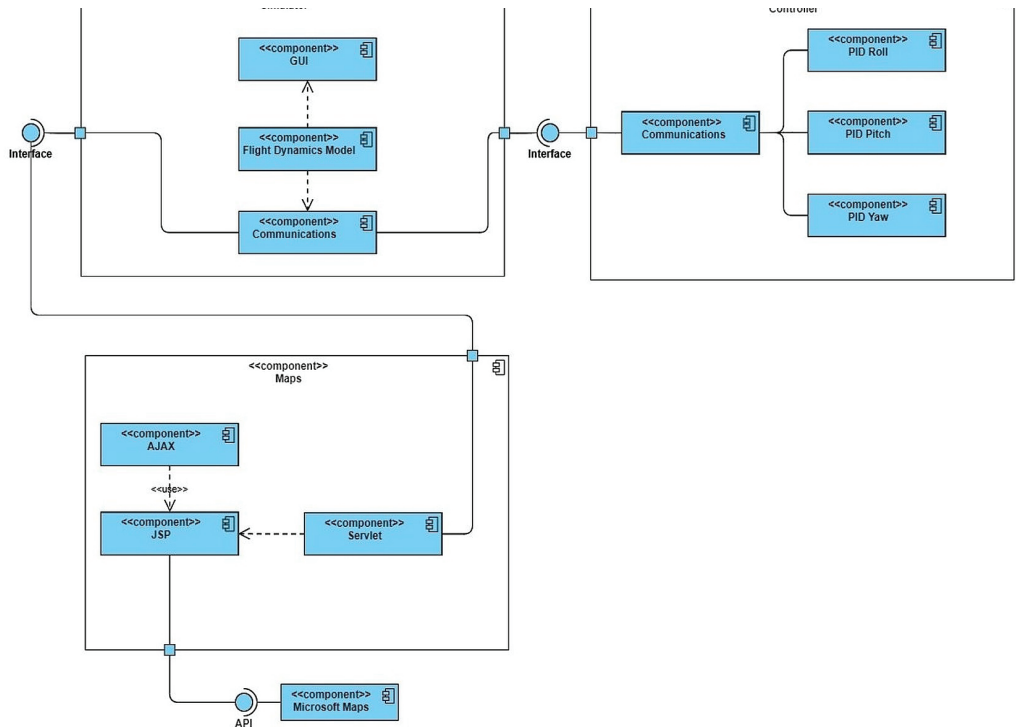 Simulator
Controller
<<component>>
GUI
<<component>>
PID Roll
<<component>>
Flight Dynamics Model
<<component>>
Communications
<<component>>
PID Pitch
Interface
Interface
<<component>>
Communications
<<component>>
PID Yaw
<<component>>
Maps
<<component>>
AJAX
<<use>>
<<component>>
JSP
<<component>>
Servlet
<<component>>
Microsoft Maps
API